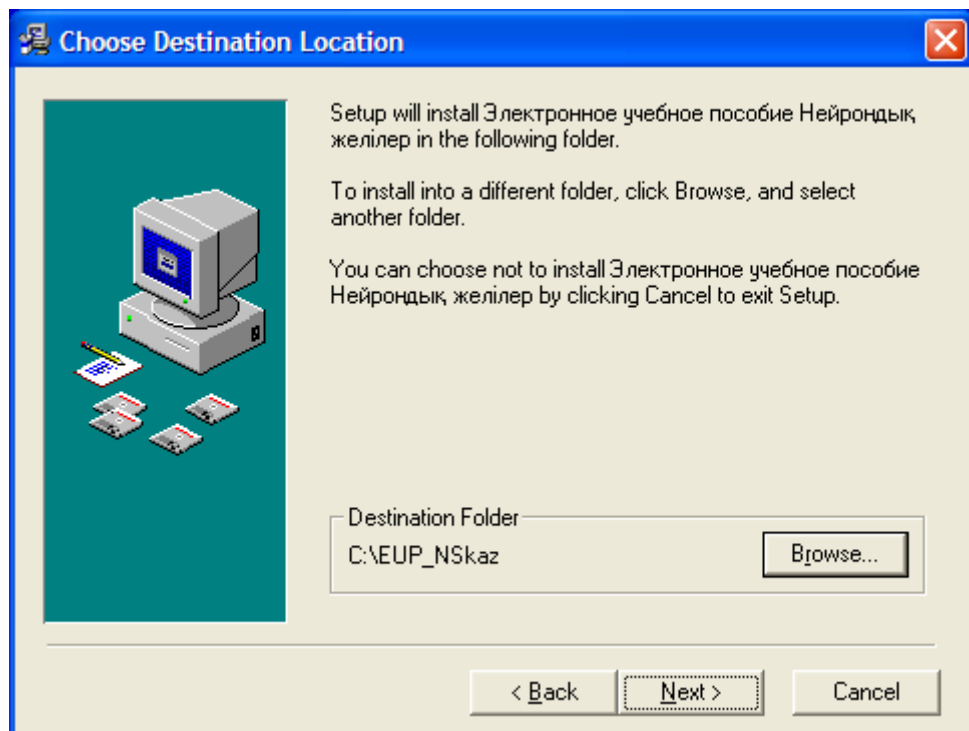 Choose Destination Location
Setup will install Электронное учебное пособие Нейрондық
желілер in the following folder.
To install into a different folder, click Browse, and select
another folder.
You can choose not to install Электронное учебное пособие
Нейрондық желілер by clicking Cancel to exit Setup.
Destination Folder
C:\EUP_NSkaz
Browse...
< Back
Next >
Cancel